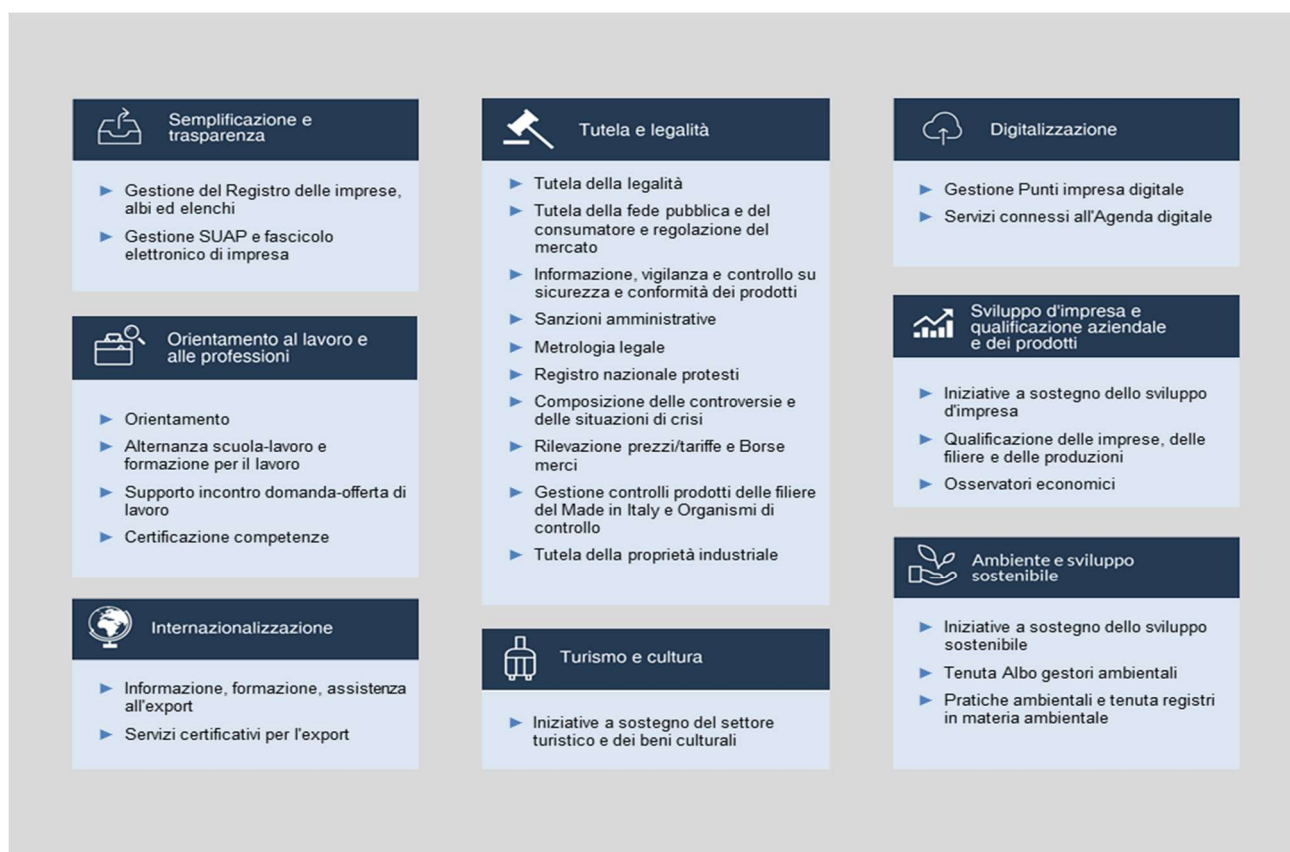 Semplificazione e
trasparenza
Gestione del Registro delle imprese,
albi ed elenchi
Gestione SUAP e fascicolo
elettronico di impresa
Orientamento al lavoro e
alle professioni
Orientamento
Alternanza scuola-lavoro e
formazione per il lavoro
Supporto incontro domanda-offerta di
lavoro
Certificazione competenze
Internazionalizzazione
Informazione, formazione, assistenza
all'export
Servizi certificativi per l'export
Tutela e legalità
Tutela della legalità
Tutela della fede pubblica e del
consumatore e regolazione del
mercato
Informazione, vigilanza e controllo su
sicurezza e conformità dei prodotti
Sanzioni amministrative
Metrologia legale
Registro nazionale protesti
Composizione delle controversie e
delle situazioni di crisi
Rilevazione prezzi/tariffe e Borse
merci
Gestione controlli prodotti delle filiere
del Made in Italy e Organismi di
controllo
Tutela della proprietà industriale
Turismo e cultura
Iniziative a sostegno del settore
turistico e dei beni culturali
Digitalizzazione
Gestione Punti impresa digitale
Servizi connessi all'Agenda digitale
Sviluppo d'impresa e
qualificazione aziendale
e dei prodotti
Iniziative a sostegno dello sviluppo
d'impresa
Qualificazione delle imprese, delle
filiere e delle produzioni
Osservatori economici
Ambiente e sviluppo
sostenibile
Iniziative a sostegno dello sviluppo
sostenibile
Tenuta Albo gestori ambientali
Pratiche ambientali e tenuta registri
in materia ambientale